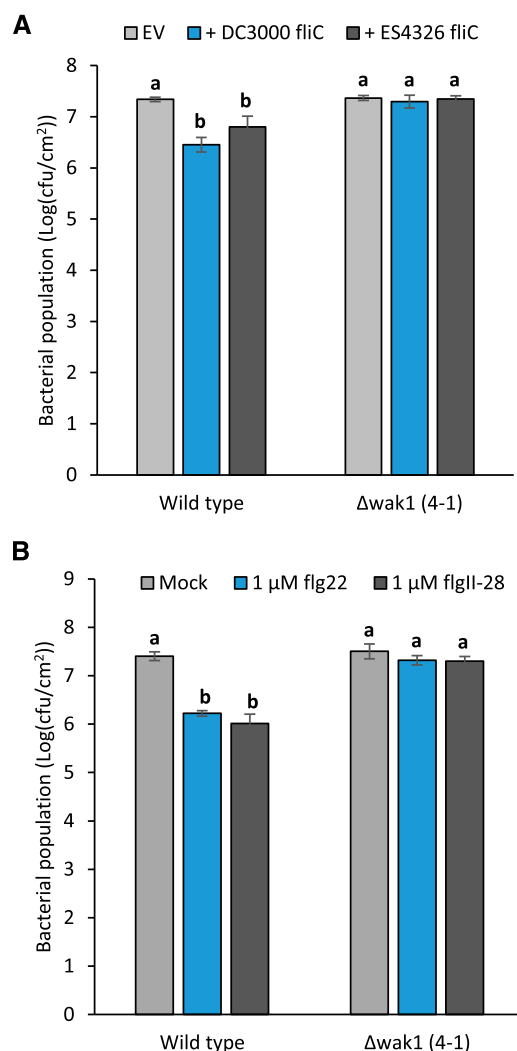 A
EV + DC3000 fliC + ES4326 fliC
Bacterial population (Log(cfu/cm²))
8
7
6
5
4
3
2
1
0
a b b a a a
Wild type Δwak1 (4-1)
B
Mock 1 µM flg22 1 µM flgII-28
Bacterial population (Log(cfu/cm²))
9
8
7
6
5
4
3
2
1
0
a b b a a a
Wild type Δwak1 (4-1)